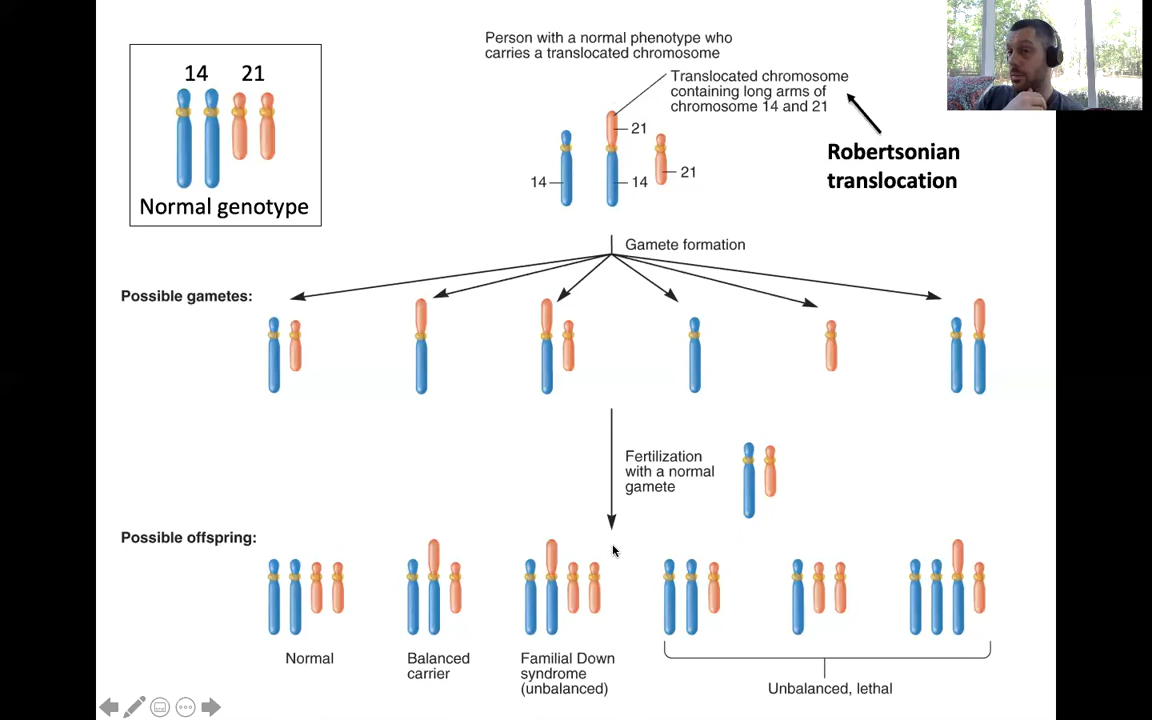 14 21
Normal genotype
Person with a normal phenotype who
carries a translocated chromosome
Translocated chromosome
containing long arms of
chromosome 14 and 21
Robertsonian
translocation
21
14
14
21
Gamete formation
Possible gametes:
Fertilization
with a normal
gamete
Possible offspring:
Normal
Balanced
carrier
Familial Down
syndrome
(unbalanced)
Unbalanced, lethal